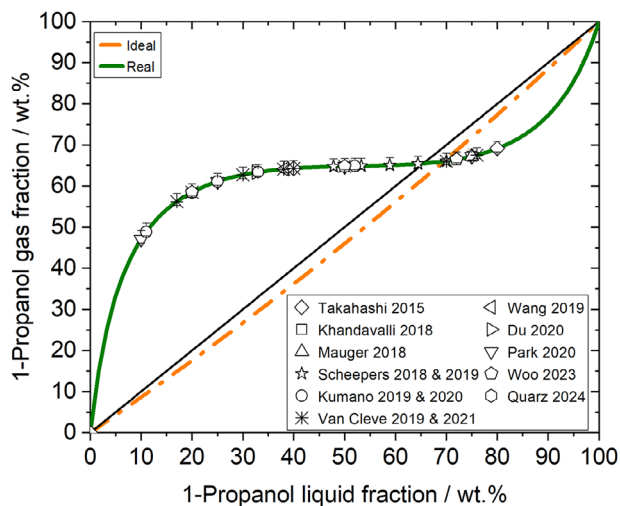 100
90
80
70
60
50
40
30
20
10
0
1-Propanol gas fraction / wt.%
Ideal
Real
Takahashi 2015
Khandavalli 2018
Mauger 2018
Scheepers 2018 & 2019
Kumano 2019 & 2020
Van Cleve 2019 & 2021
Wang 2019
Du 2020
Park 2020
Woo 2023
Quarz 2024
0 10 20 30 40 50 60 70 80 90 100
1-Propanol liquid fraction / wt.%